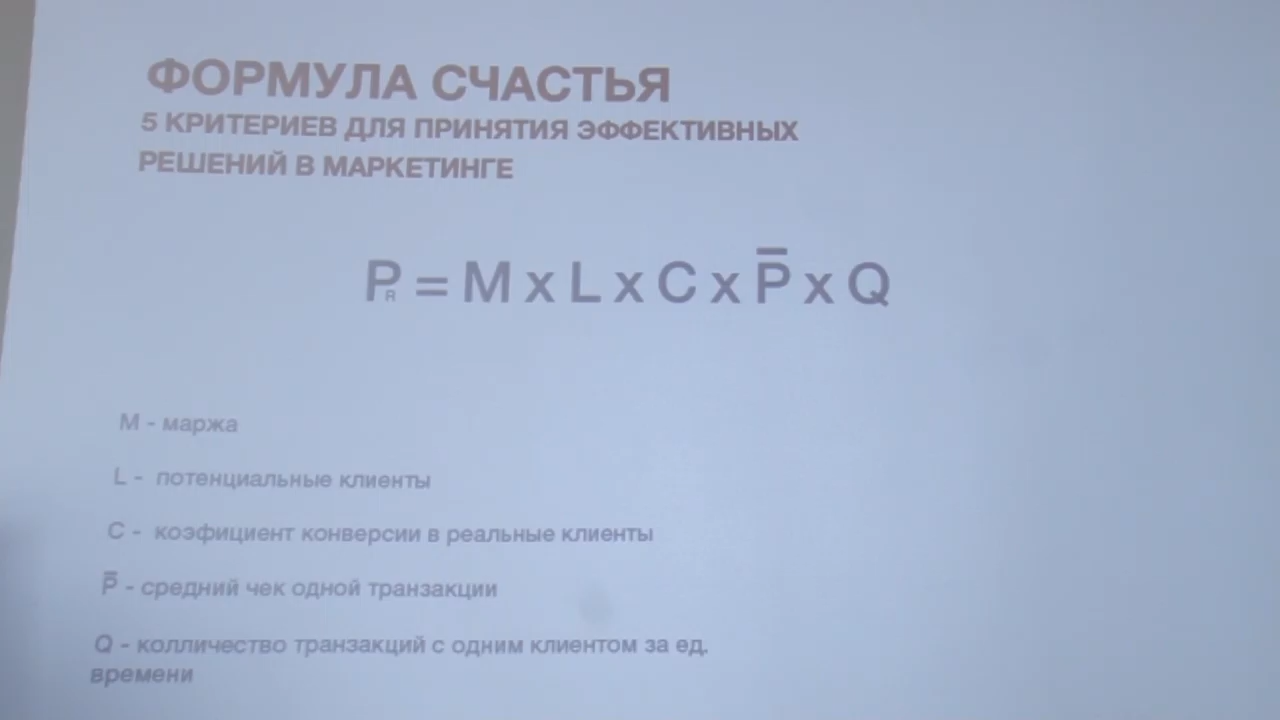 ФОРМУЛА СЧАСТЬЯ
5 КРИТЕРИЕВ ДЛЯ ПРИНЯТИЯ ЭФФЕКТИВНЫХ
РЕШЕНИЙ В МАРКЕТИНГЕ
P_R = M x L x C x P̅ x Q
M - маржа
L - потенциальные клиенты
C - коэфициент конверсии в реальные клиенты
P̅ - средний чек одной транзакции
Q - колличество транзакций с одним клиентом за ед.
времени